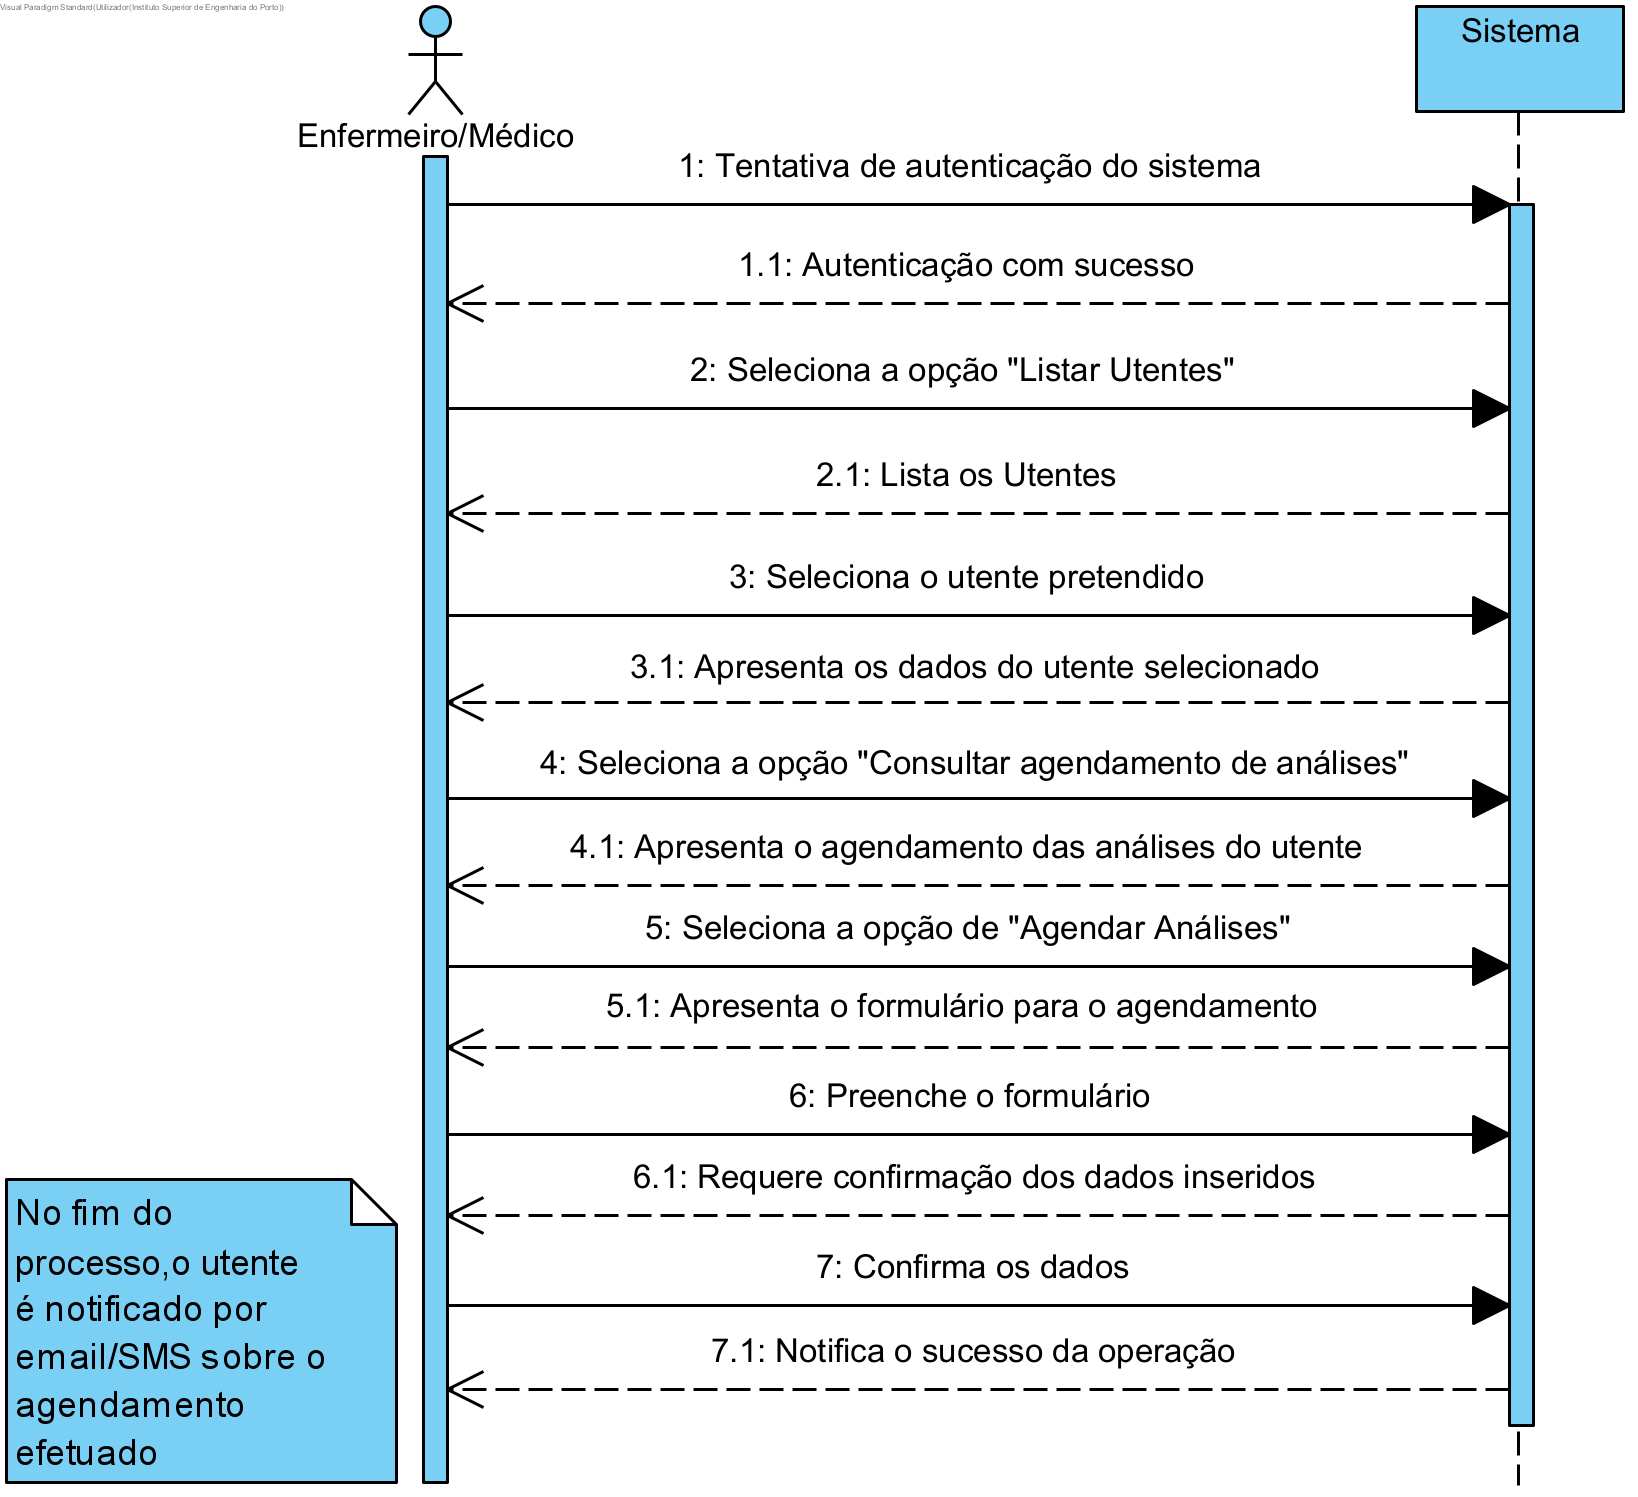 Visual Paradigm Standard(Utilizador(Instituto Superior de Engenharia do Porto))
Sistema
Enfermeiro/Médico
1: Tentativa de autenticação do sistema
1.1: Autenticação com sucesso
2: Seleciona a opção "Listar Utentes"
2.1: Lista os Utentes
3: Seleciona o utente pretendido
3.1: Apresenta os dados do utente selecionado
4: Seleciona a opção "Consultar agendamento de análises"
4.1: Apresenta o agendamento das análises do utente
5: Seleciona a opção de "Agendar Análises"
5.1: Apresenta o formulário para o agendamento
6: Preenche o formulário
6.1: Requere confirmação dos dados inseridos
7: Confirma os dados
7.1: Notifica o sucesso da operação
No fim do
processo,o utente
é notificado por
email/SMS sobre o
agendamento
efetuado